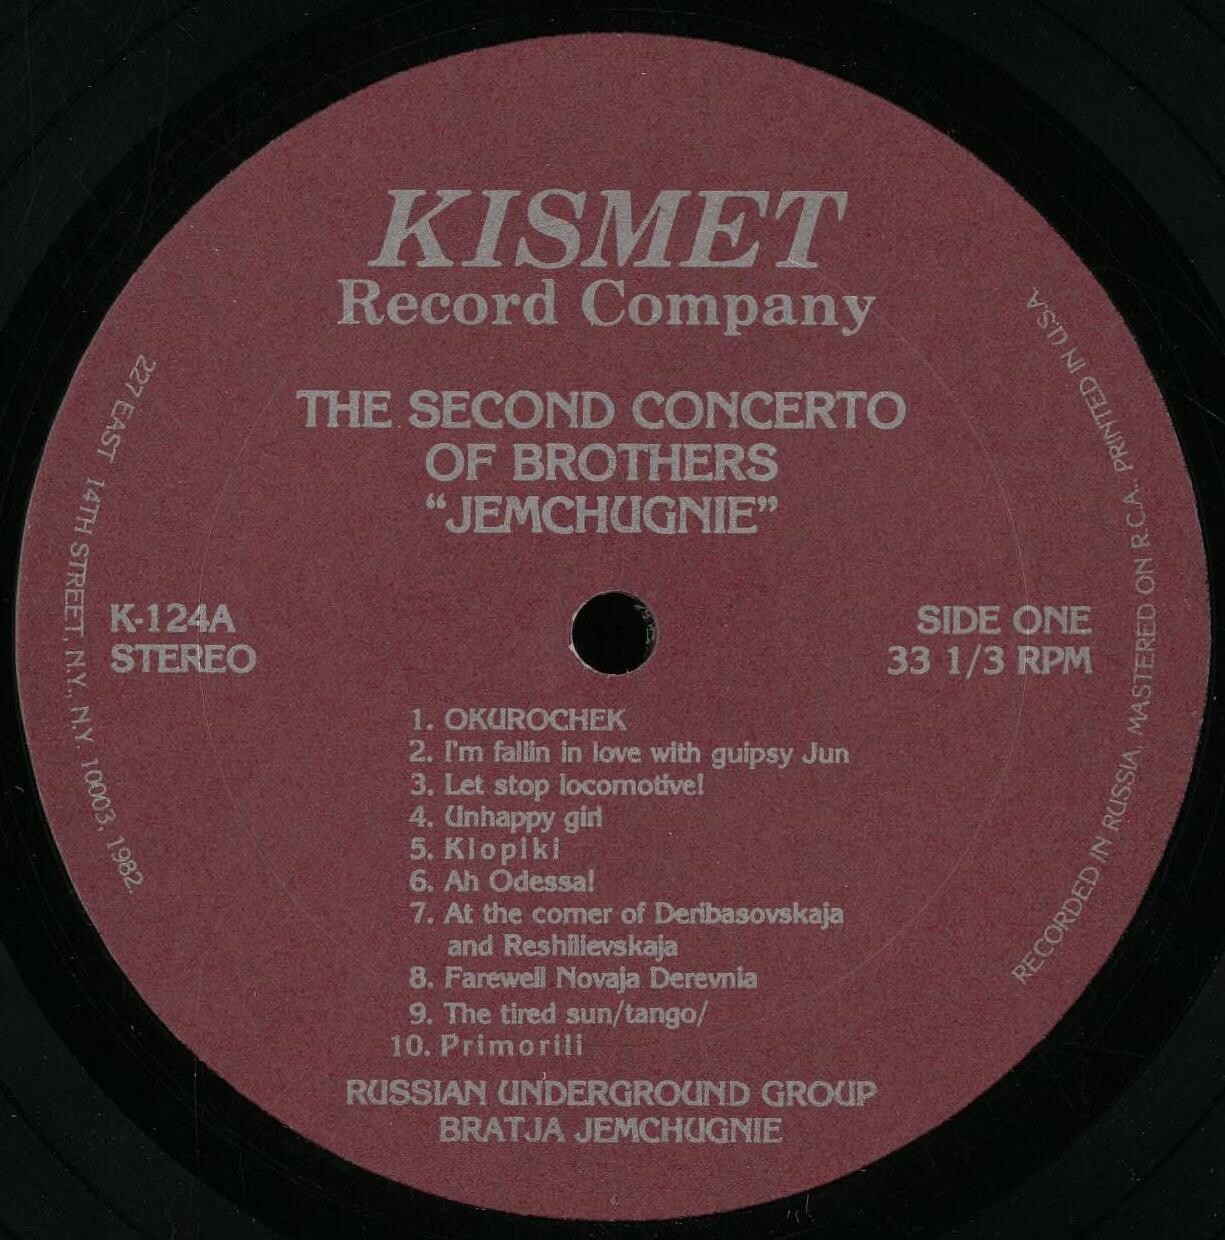 KISMET
Record Company
THE SECOND CONCERTO
OF BROTHERS
“JEMCHUGNIE”
227 EAST 14TH STREET, N.Y., N.Y. 10003, 1982.
K-124A
STEREO
SIDE ONE
33 1/3 RPM
RECORDED IN RUSSIA. MASTERED ON R.C.A.. PRINTED IN U.S.A.
1. OKUROCHEK
2. I'm fallin in love with guipsy Jun
3. Let stop locomotive!
4. Unhappy girl
5. Klopiki
6. Ah Odessa!
7. At the corner of Deribasovskaja
and Reshilievskaja
8. Farewell Novaja Derevnia
9. The tired sun/tango/
10. Primorili
RUSSIAN UNDERGROUND GROUP
BRATJA JEMCHUGNIE